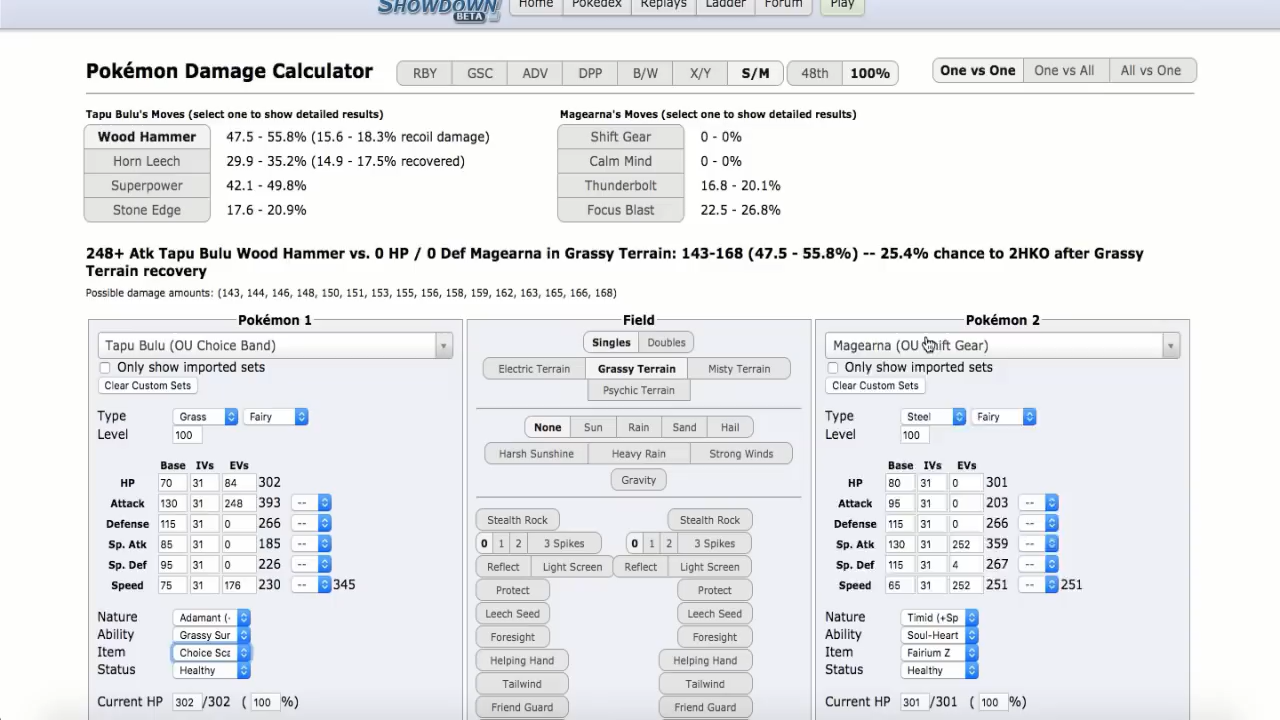 SHOWDOWN
BETA
Home Pokédex Replays Ladder Forum Play
Pokémon Damage Calculator RBY GSC ADV DPP B/W X/Y S/M 48th 100% One vs One One vs All All vs One
Tapu Bulu's Moves (select one to show detailed results) Magearna's Moves (select one to show detailed results)
Wood Hammer 47.5 - 55.8% (15.6 - 18.3% recoil damage) Shift Gear 0 - 0%
Horn Leech 29.9 - 35.2% (14.9 - 17.5% recovered) Calm Mind 0 - 0%
Superpower 42.1 - 49.8% Thunderbolt 16.8 - 20.1%
Stone Edge 17.6 - 20.9% Focus Blast 22.5 - 26.8%
248+ Atk Tapu Bulu Wood Hammer vs. 0 HP / 0 Def Magearna in Grassy Terrain: 143-168 (47.5 - 55.8%) -- 25.4% chance to 2HKO after Grassy
Terrain recovery
Possible damage amounts: (143, 144, 146, 148, 150, 151, 153, 155, 156, 158, 159, 162, 163, 165, 166, 168)
Pokémon 1
Tapu Bulu (OU Choice Band)
Only show imported sets
Clear Custom Sets
Type Grass Fairy
Level 100
Base IVs EVs
HP 70 31 84 302
Attack 130 31 248 393 --
Defense 115 31 0 266 --
Sp. Atk 85 31 0 185 --
Sp. Def 95 31 0 226 --
Speed 75 31 176 230 -- 345
Nature Adamant (-
Ability Grassy Sur
Item Choice Sca
Status Healthy
Current HP 302 /302 ( 100 %)
Field
Singles Doubles
Electric Terrain Grassy Terrain Misty Terrain
Psychic Terrain
None Sun Rain Sand Hail
Harsh Sunshine Heavy Rain Strong Winds
Gravity
Stealth Rock Stealth Rock
0 1 2 3 Spikes 0 1 2 3 Spikes
Reflect Light Screen Reflect Light Screen
Protect Protect
Leech Seed Leech Seed
Foresight Foresight
Helping Hand Helping Hand
Tailwind Tailwind
Friend Guard Friend Guard
Pokémon 2
Magearna (OU Shift Gear)
Only show imported sets
Clear Custom Sets
Type Steel Fairy
Level 100
Base IVs EVs
HP 80 31 0 301
Attack 95 31 0 203 --
Defense 115 31 0 266 --
Sp. Atk 130 31 252 359 --
Sp. Def 115 31 4 267 --
Speed 65 31 252 251 -- 251
Nature Timid (+Sp
Ability Soul-Heart
Item Fairium Z
Status Healthy
Current HP 301 /301 ( 100 %)